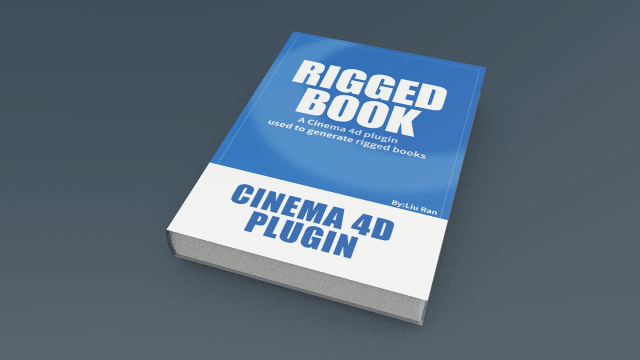 RIGGED
BOOK
A Cinema 4d plugin
used to generate rigged books
By:Liu Ran
CINEMA 4D
PLUGIN